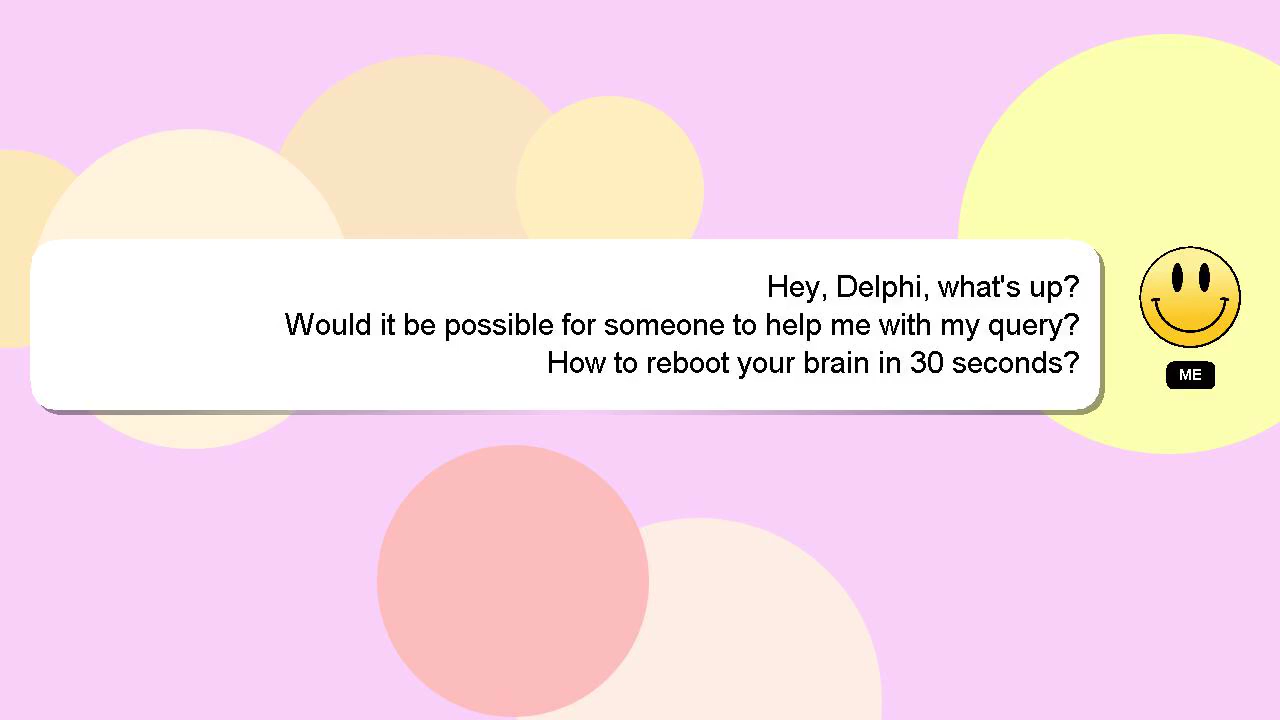 Hey, Delphi, what's up?
Would it be possible for someone to help me with my query?
How to reboot your brain in 30 seconds?
ME